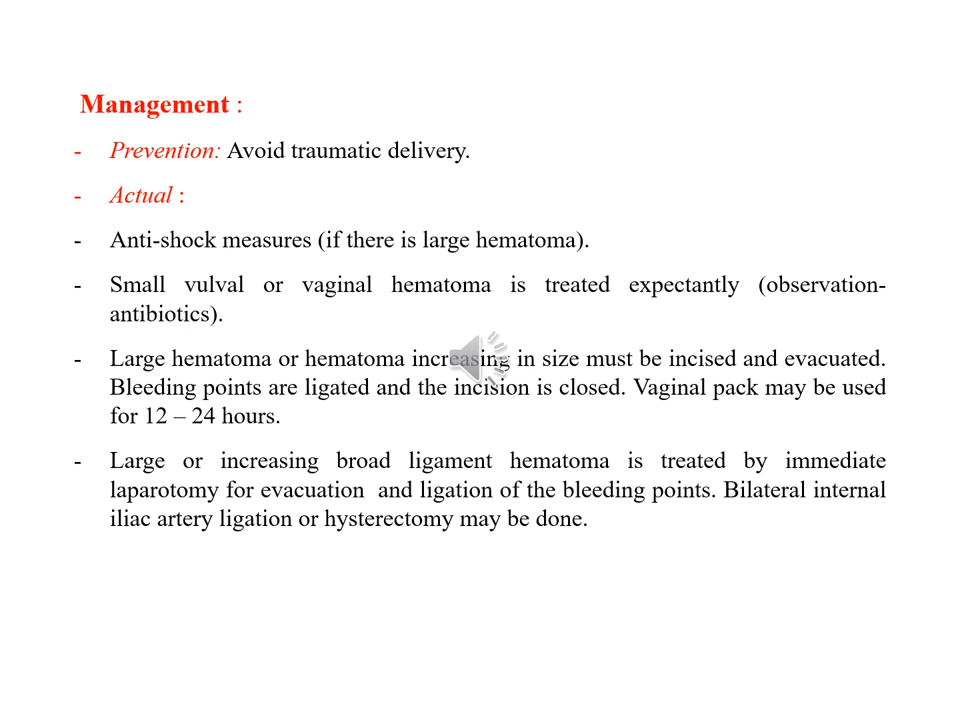 Management :
- Prevention: Avoid traumatic delivery.
- Actual :
- Anti-shock measures (if there is large hematoma).
- Small vulval or vaginal hematoma is treated expectantly (observation-
antibiotics).
- Large hematoma or hematoma increasing in size must be incised and evacuated.
Bleeding points are ligated and the incision is closed. Vaginal pack may be used
for 12 – 24 hours.
- Large or increasing broad ligament hematoma is treated by immediate
laparotomy for evacuation  and ligation of the bleeding points. Bilateral internal
iliac artery ligation or hysterectomy may be done.